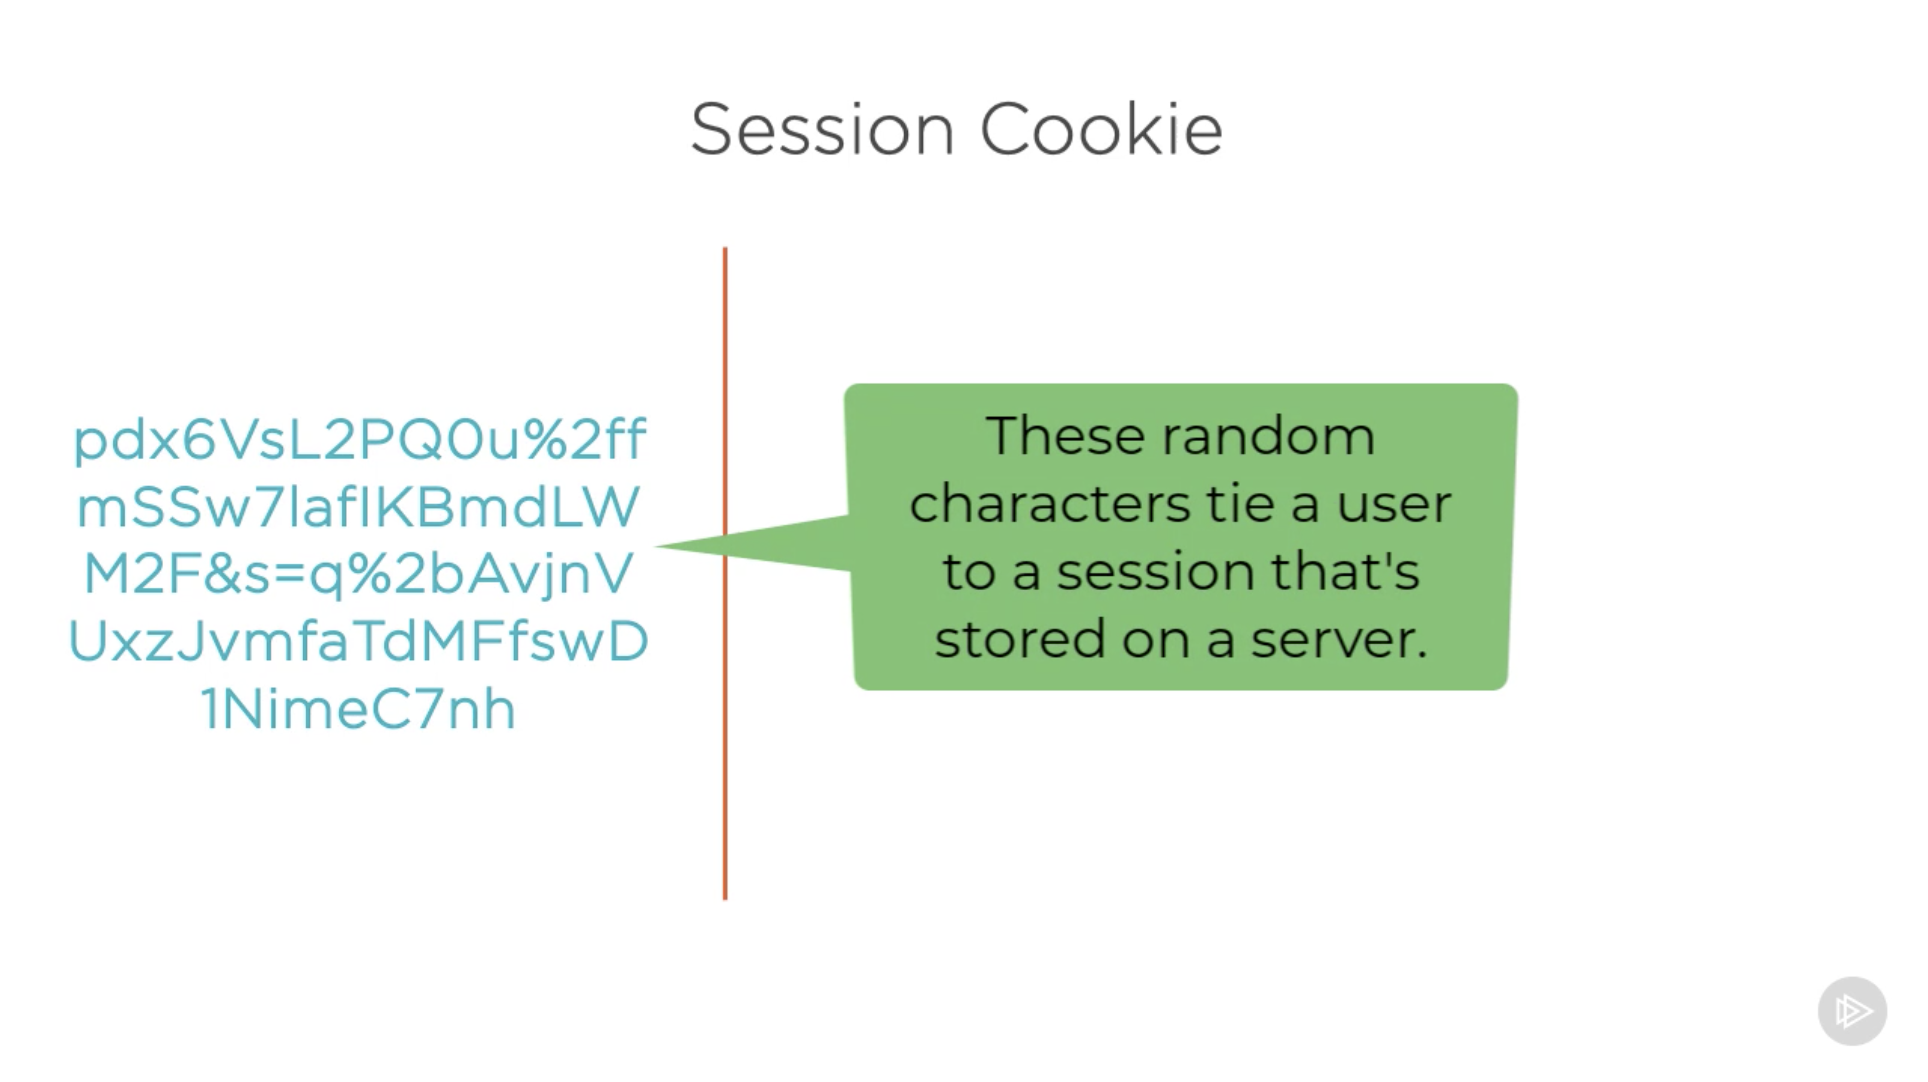 Session Cookie
pdx6VsL2PQ0u%2ff
mSSw7lafIKBmdLW
M2F&s=q%2bAvjnV
UxzJvmfaTdMFfswD
1NimeC7nh
These random
characters tie a user
to a session that's
stored on a server.